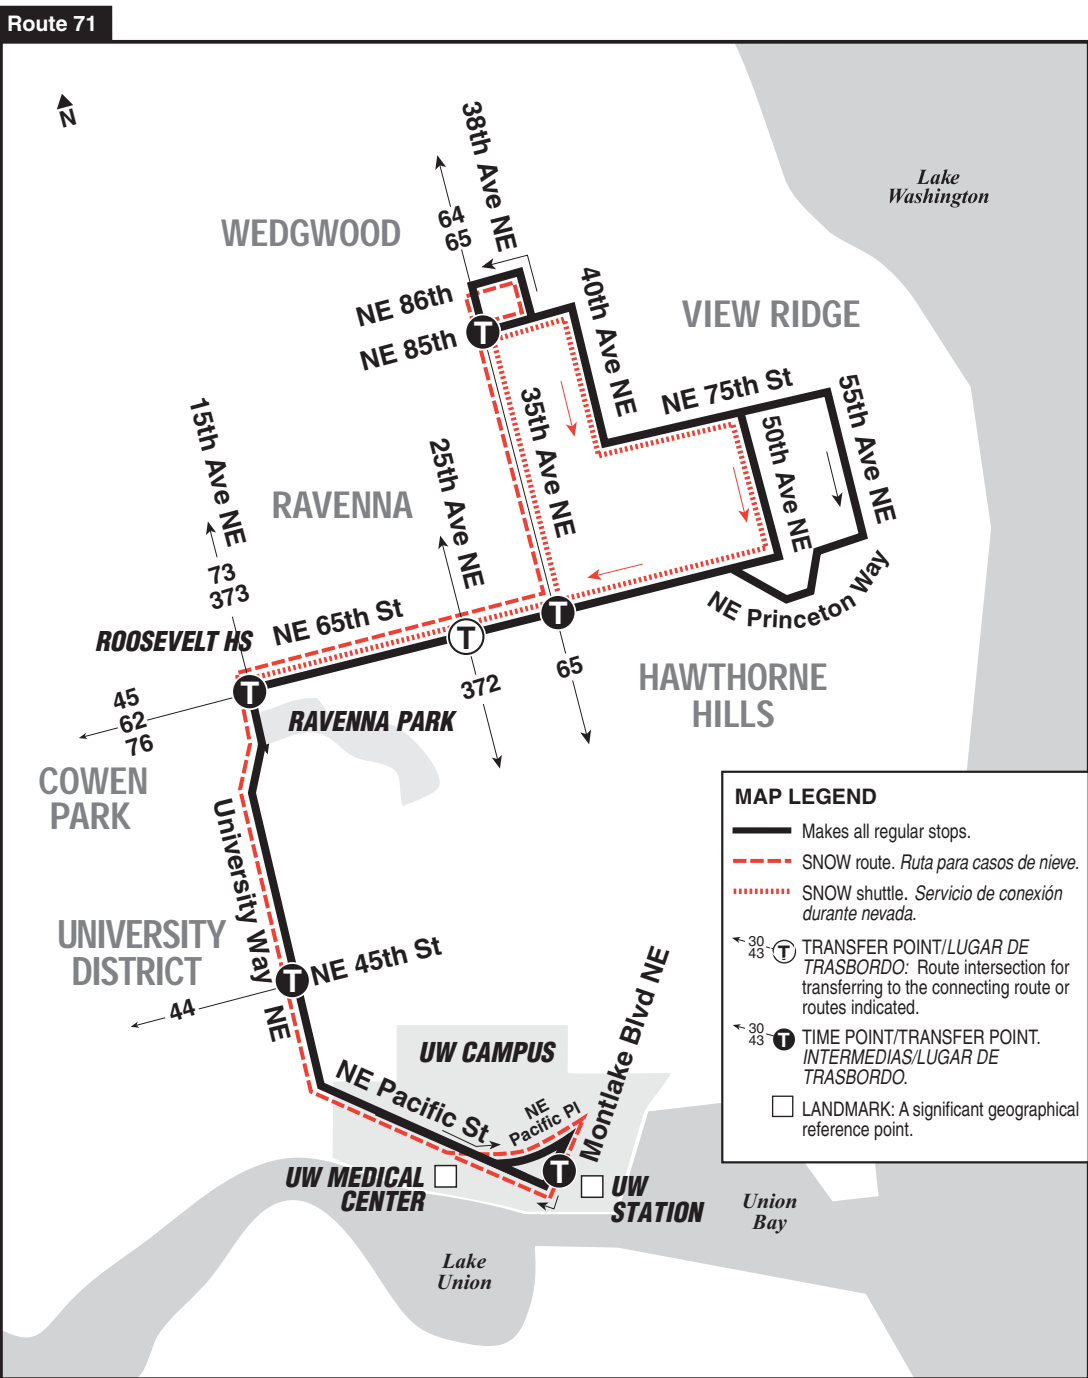 Route 71
N
Lake
Washington
38th Ave NE
64
65
WEDGWOOD
NE 86th
NE 85th
40th Ave NE
VIEW RIDGE
NE 75th St
55th Ave NE
50th Ave NE
35th Ave NE
15th Ave NE
25th Ave NE
RAVENNA
73
373
NE Princeton Way
NE 65th St
ROOSEVELT HS
T
T
T
T
65
372
HAWTHORNE
HILLS
45
62
76
RAVENNA PARK
COWEN
PARK
University Way NE
UNIVERSITY
DISTRICT
T
NE 45th St
44
UW CAMPUS
NE Pacific St
NE
Pacific Pl
Montlake Blvd NE
T
UW MEDICAL
CENTER
UW
STATION
Union
Bay
Lake
Union
MAP LEGEND
Makes all regular stops.
SNOW route. Ruta para casos de nieve.
SNOW shuttle. Servicio de conexión
durante nevada.
30
43
T
TRANSFER POINT/LUGAR DE
TRASBORDO: Route intersection for
transferring to the connecting route or
routes indicated.
30
43
T
TIME POINT/TRANSFER POINT.
INTERMEDIAS/LUGAR DE
TRASBORDO.
LANDMARK: A significant geographical
reference point.